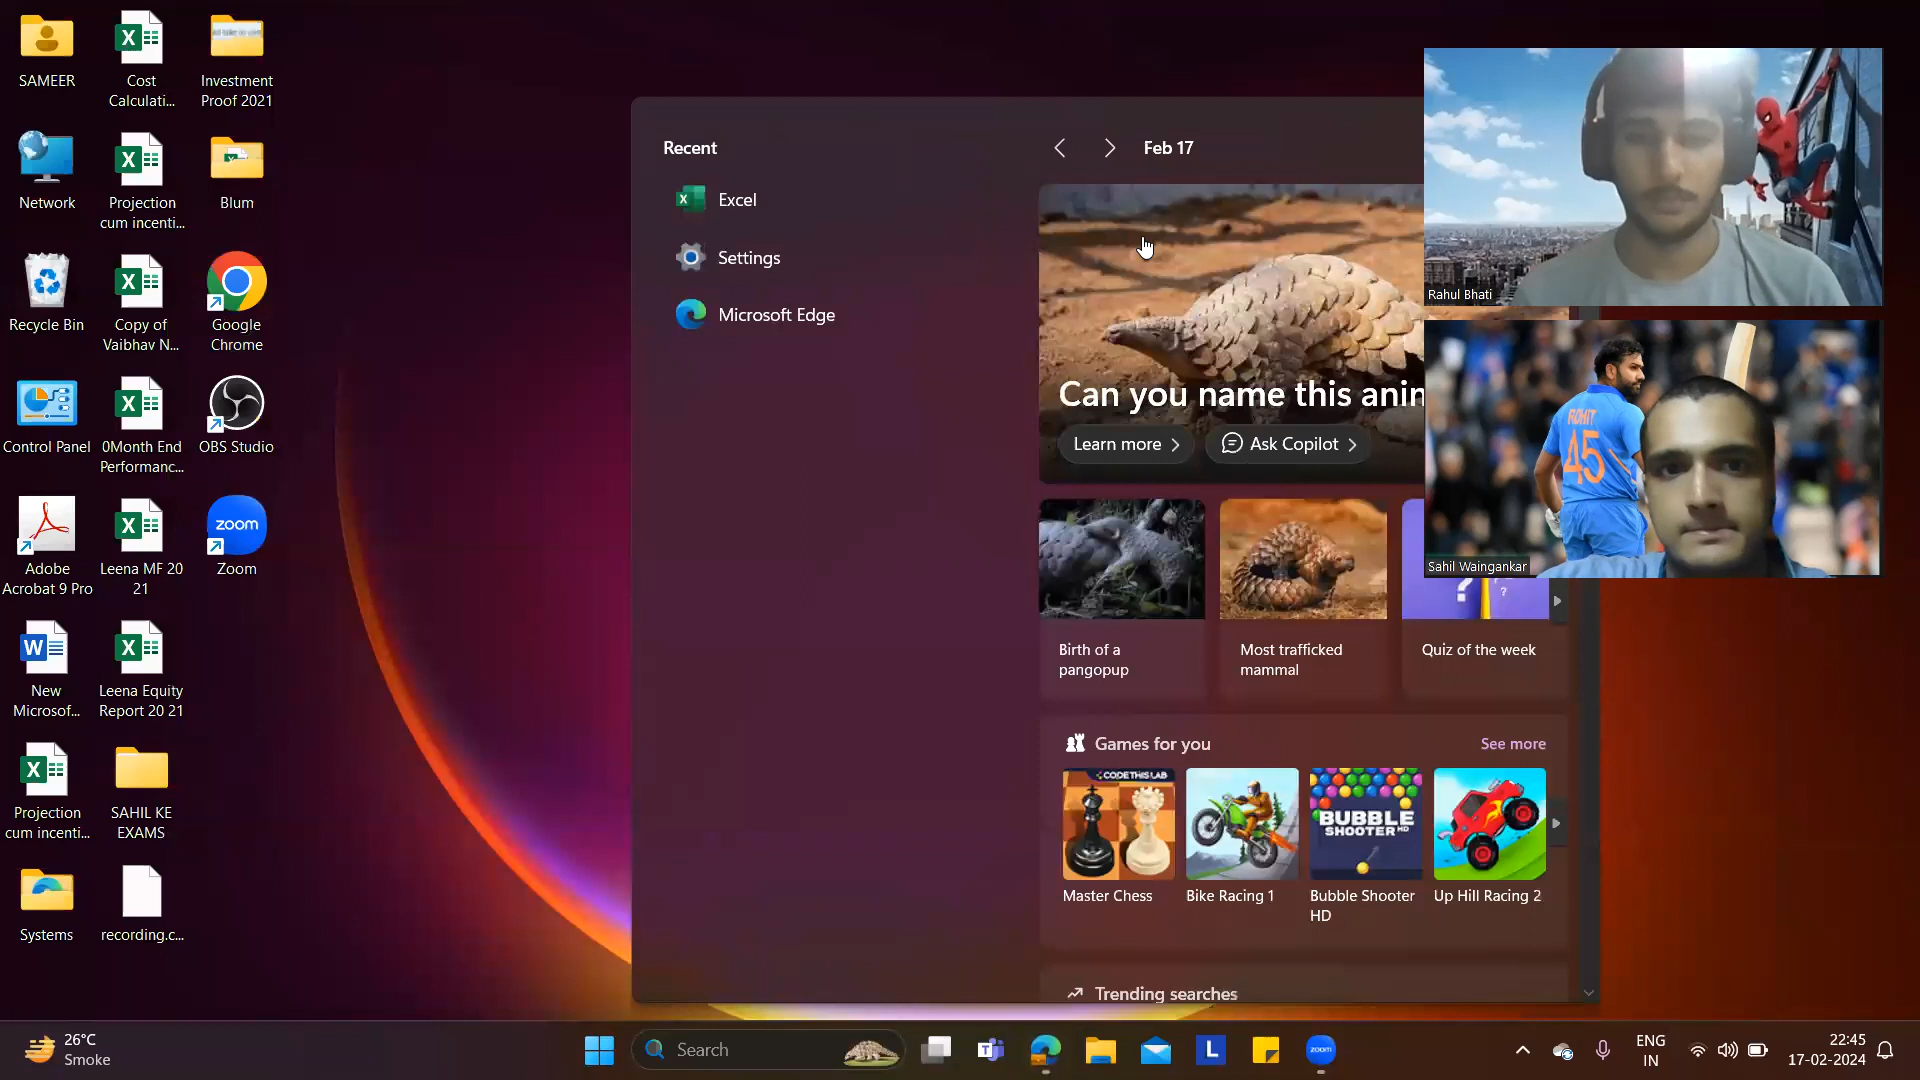 SAMEER
Cost
Calculati...
Investment
Proof 2021
Network
Projection
cum incenti...
Blum
Recycle Bin
Copy of
Vaibhav N...
Google
Chrome
Control Panel
0Month End
Performanc...
OBS Studio
Adobe
Acrobat 9 Pro
Leena MF 20
21
zoom
Zoom
New
Microsof...
Leena Equity
Report 20 21
Projection
cum incenti...
SAHIL KE
EXAMS
Systems
recording.c...
Recent
Excel
Settings
Microsoft Edge
Feb 17
Can you name this anim
Learn more
Ask Copilot
Birth of a
pangopup
Most trafficked
mammal
Quiz of the week
Games for you
See more
CODETHISLAB
BUBBLE
SHOOTER HD
Master Chess
Bike Racing 1
Bubble Shooter
HD
Up Hill Racing 2
Trending searches
Rahul Bhati
ROHIT
45
Sahil Waingankar
26°C
Smoke
Search
zoom
ENG
IN
22:45
17-02-2024